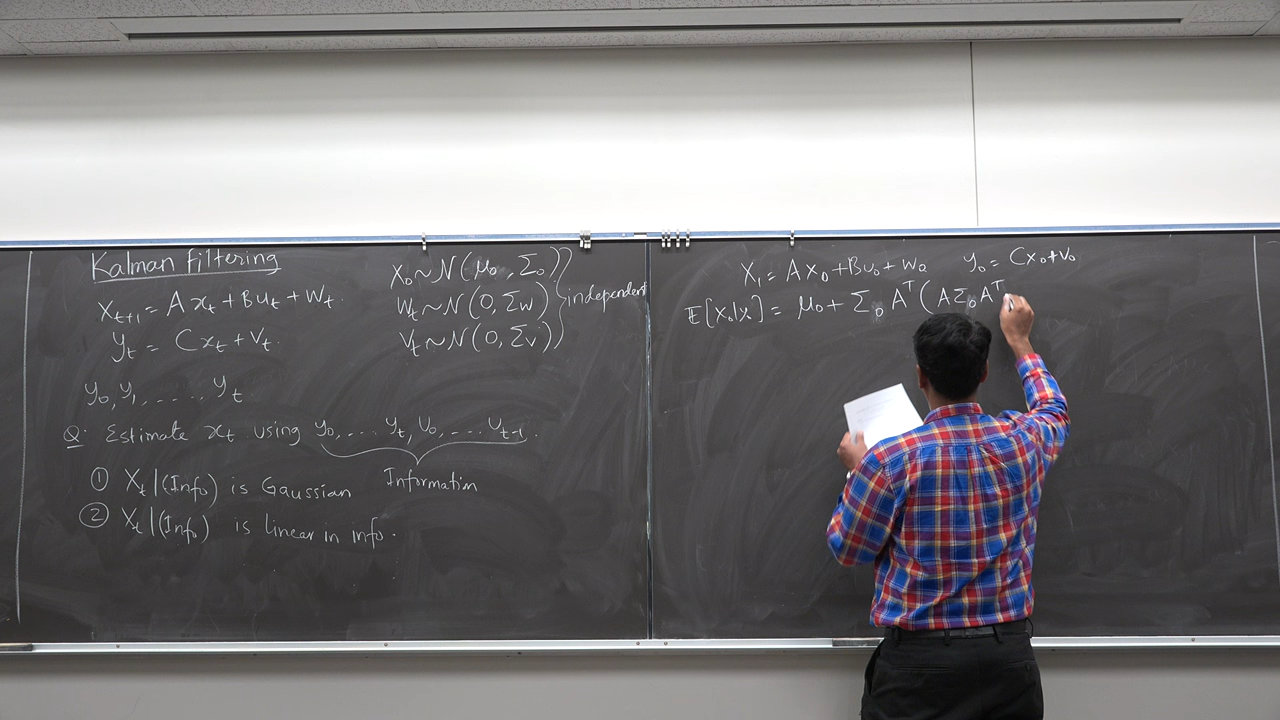 Kalman Filtering
X_{t+1} = A x_t + B u_t + W_t.
y_t = C x_t + V_t.
X_0 ~ N(μ_0, Σ_0)
W_t ~ N(0, Σ_w) } independent
V_t ~ N(0, Σ_v)
y_0, y_1, ..... y_t
Q: Estimate x_t using y_0, ... y_t, U_0, ... U_{t-1}.
Information
① X_t | (Info) is Gaussian
② X_t | (Info) is linear in info.
X_1 = A x_0 + B u_0 + W_0
y_0 = C x_0 + V_0
E[X_0|x_1] = μ_0 + Σ_0 A^T (A Σ_0 A^T